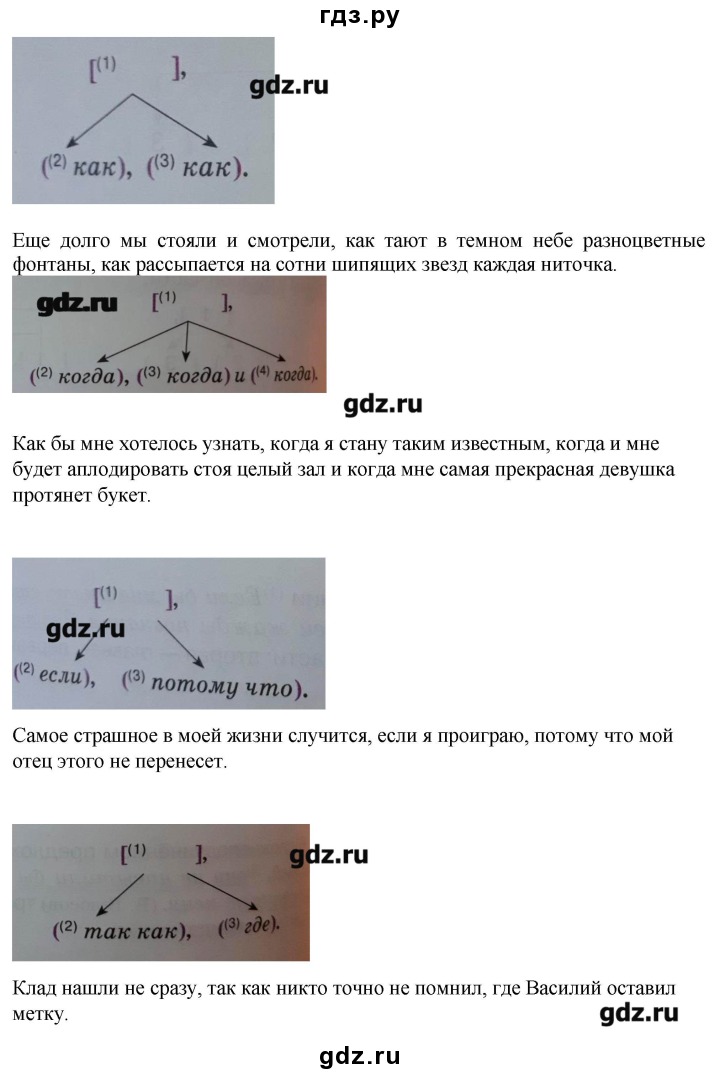 гдз.ру
[(1) ],
gdz.ru
((2) как), ((3) как).
Еще долго мы стояли и смотрели, как тают в темном небе разноцветные
фонтаны, как рассыпается на сотни шипящих звезд каждая ниточка.
gdz.ru [(1) ],
((2) когда), ((3) когда) и ((4) когда).
gdz.ru
Как бы мне хотелось узнать, когда я стану таким известным, когда и мне
будет аплодировать стоя целый зал и когда мне самая прекрасная девушка
протянет букет.
[(1) ],
gdz.ru
((2) если), ((3) потому что).
Самое страшное в моей жизни случится, если я проиграю, потому что мой
отец этого не перенесет.
[(1) ],
gdz.ru
((2) так как), ((3) где).
Клад нашли не сразу, так как никто точно не помнил, где Василий оставил
метку.
gdz.ru
gdz.ru